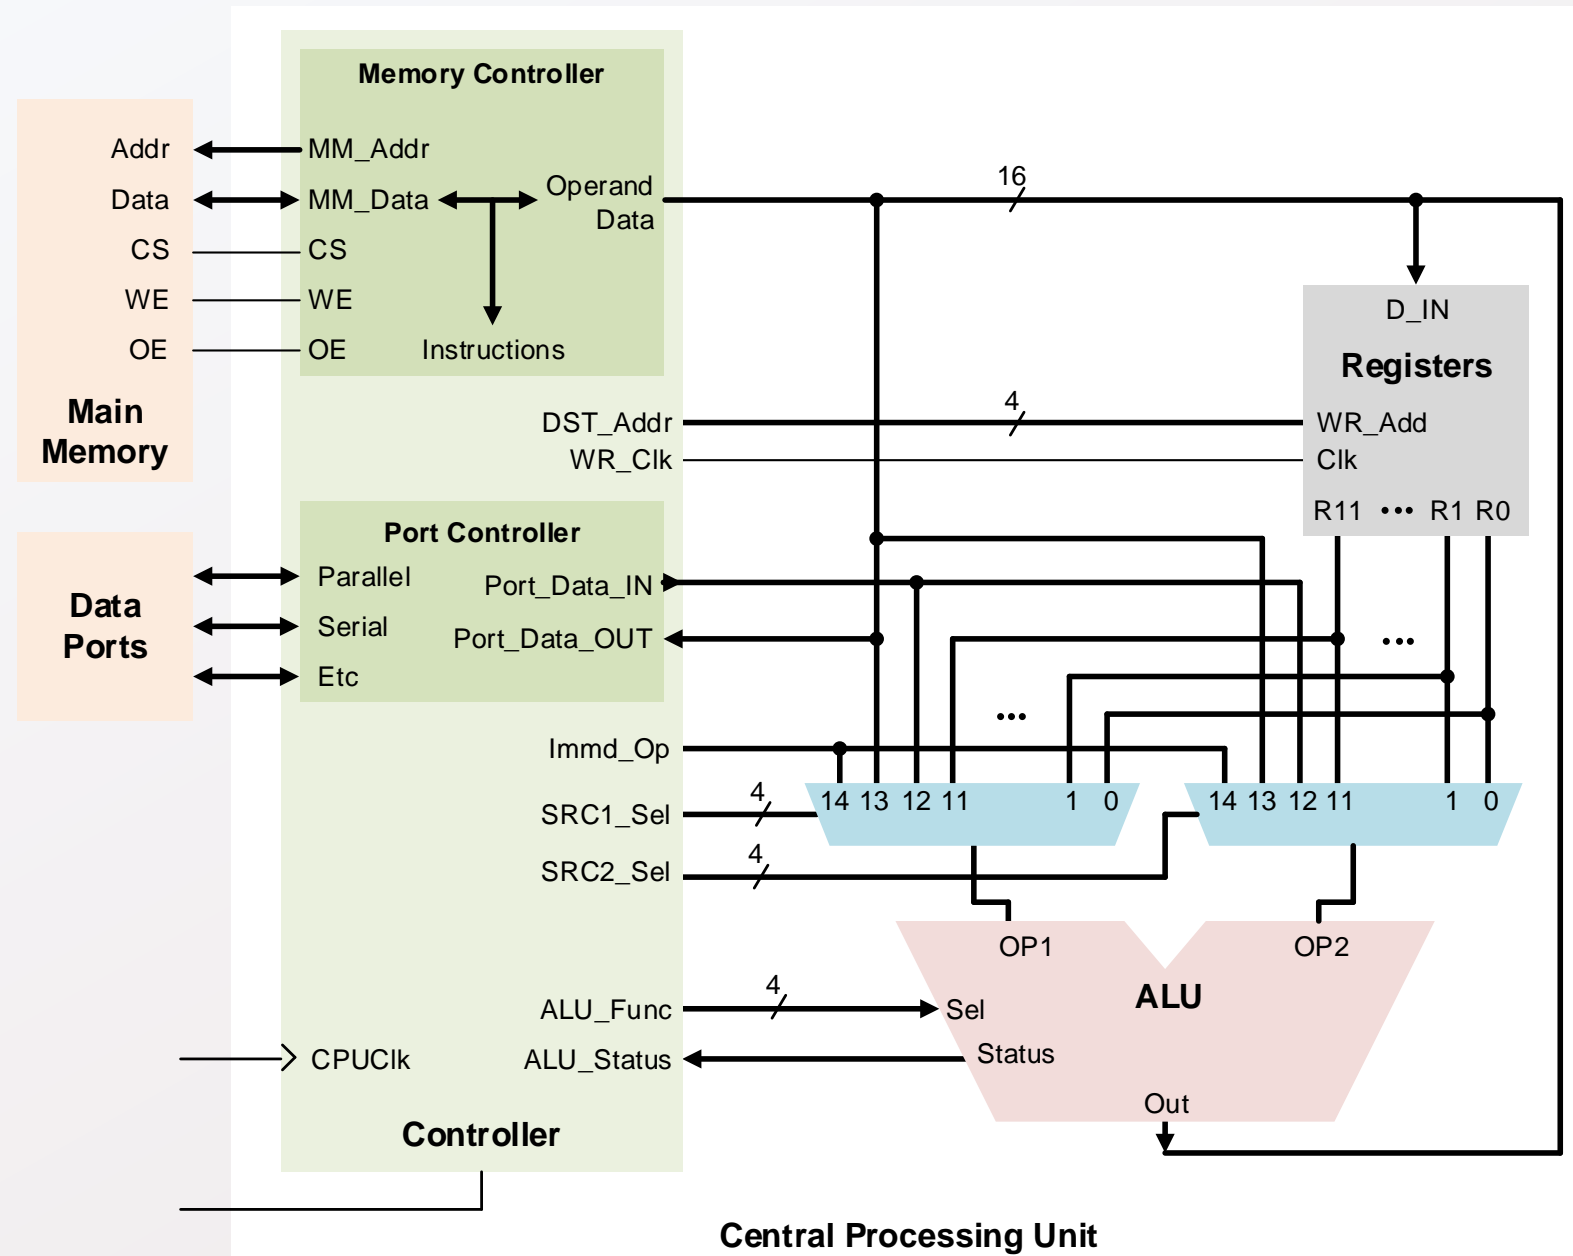 Memory Controller
Addr
MM_Addr
Data
MM_Data
Operand
Data
16
CS
CS
WE
WE
OE
OE
Instructions
Main
Memory
D_IN
Registers
DST_Addr
4
WR_Add
WR_Clk
Clk
R11 ••• R1 R0
Port Controller
Data
Ports
Parallel
Port_Data_IN
Serial
Port_Data_OUT
Etc
•••
•••
Immd_Op
SRC1_Sel
4
14 13 12 11 1 0
14 13 12 11 1 0
SRC2_Sel
4
OP1
OP2
ALU
ALU_Func
4
Sel
CPUClk
ALU_Status
Status
Out
Controller
Central Processing Unit